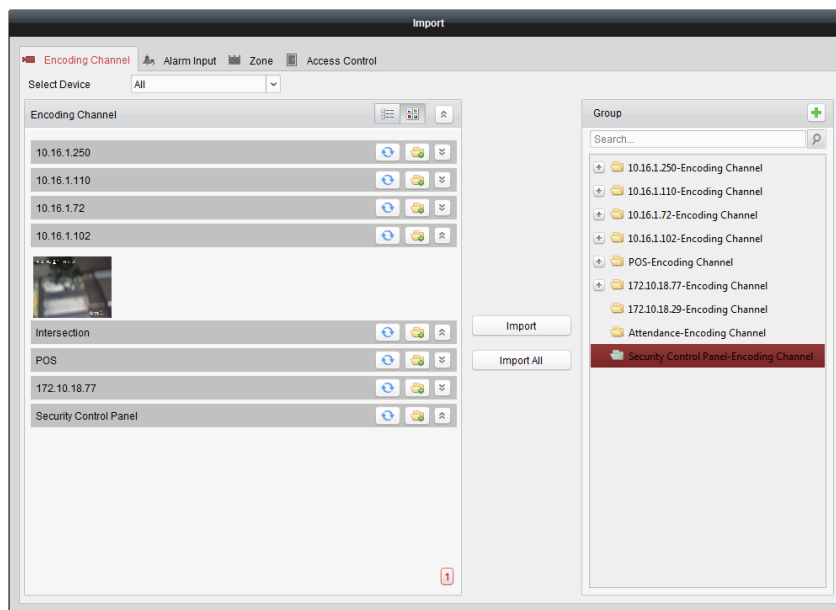 Import
Encoding Channel Alarm Input Zone Access Control
Select Device All
Encoding Channel
10.16.1.250
10.16.1.110
10.16.1.72
10.16.1.102
Intersection
POS
172.10.18.77
Security Control Panel
1
Import
Import All
Group
Search...
10.16.1.250-Encoding Channel
10.16.1.110-Encoding Channel
10.16.1.72-Encoding Channel
10.16.1.102-Encoding Channel
POS-Encoding Channel
172.10.18.77-Encoding Channel
172.10.18.29-Encoding Channel
Attendance-Encoding Channel
Security Control Panel-Encoding Channel